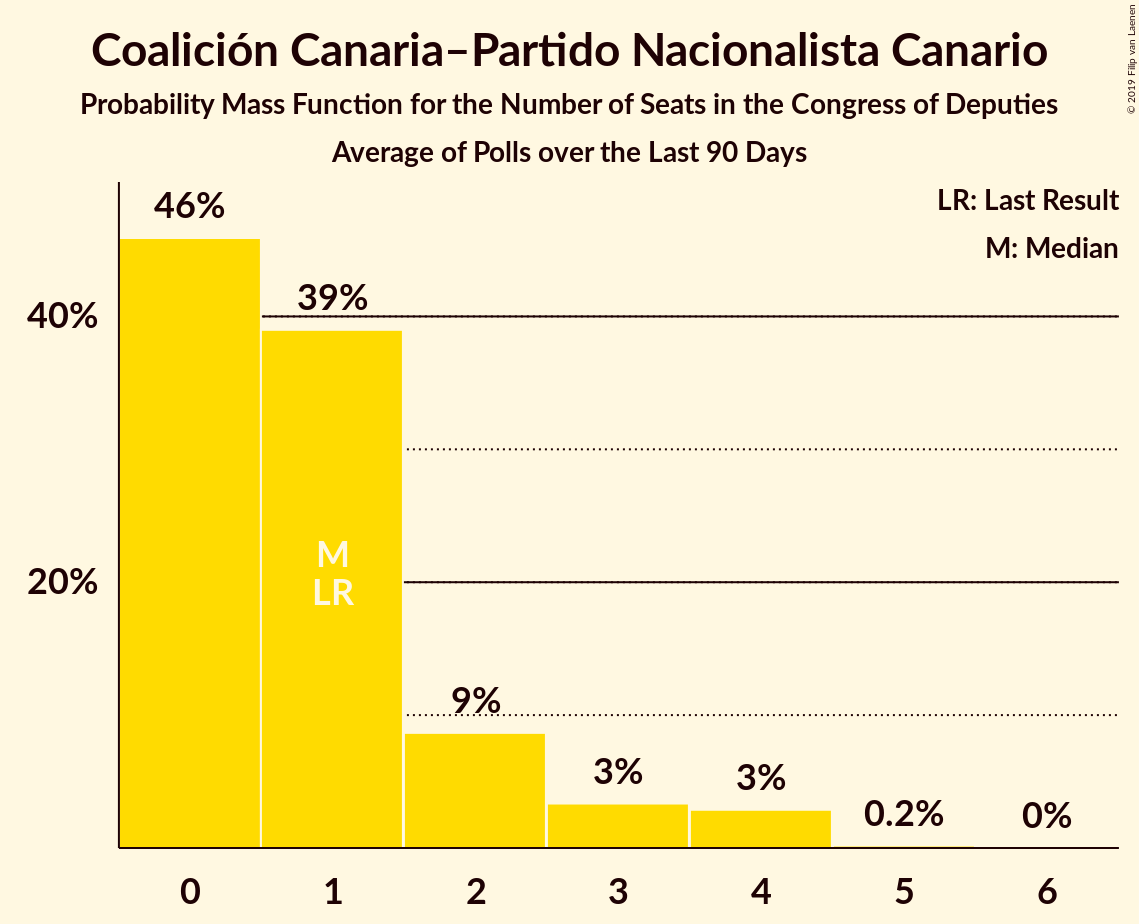 Coalición Canaria–Partido Nacionalista Canario
Probability Mass Function for the Number of Seats in the Congress of Deputies
Average of Polls over the Last 90 Days
© 2019 Filip van Laenen
LR: Last Result
M: Median
46%
39%
40%
M
LR
20%
9%
3%
3%
0.2%
0%
0 1 2 3 4 5 6